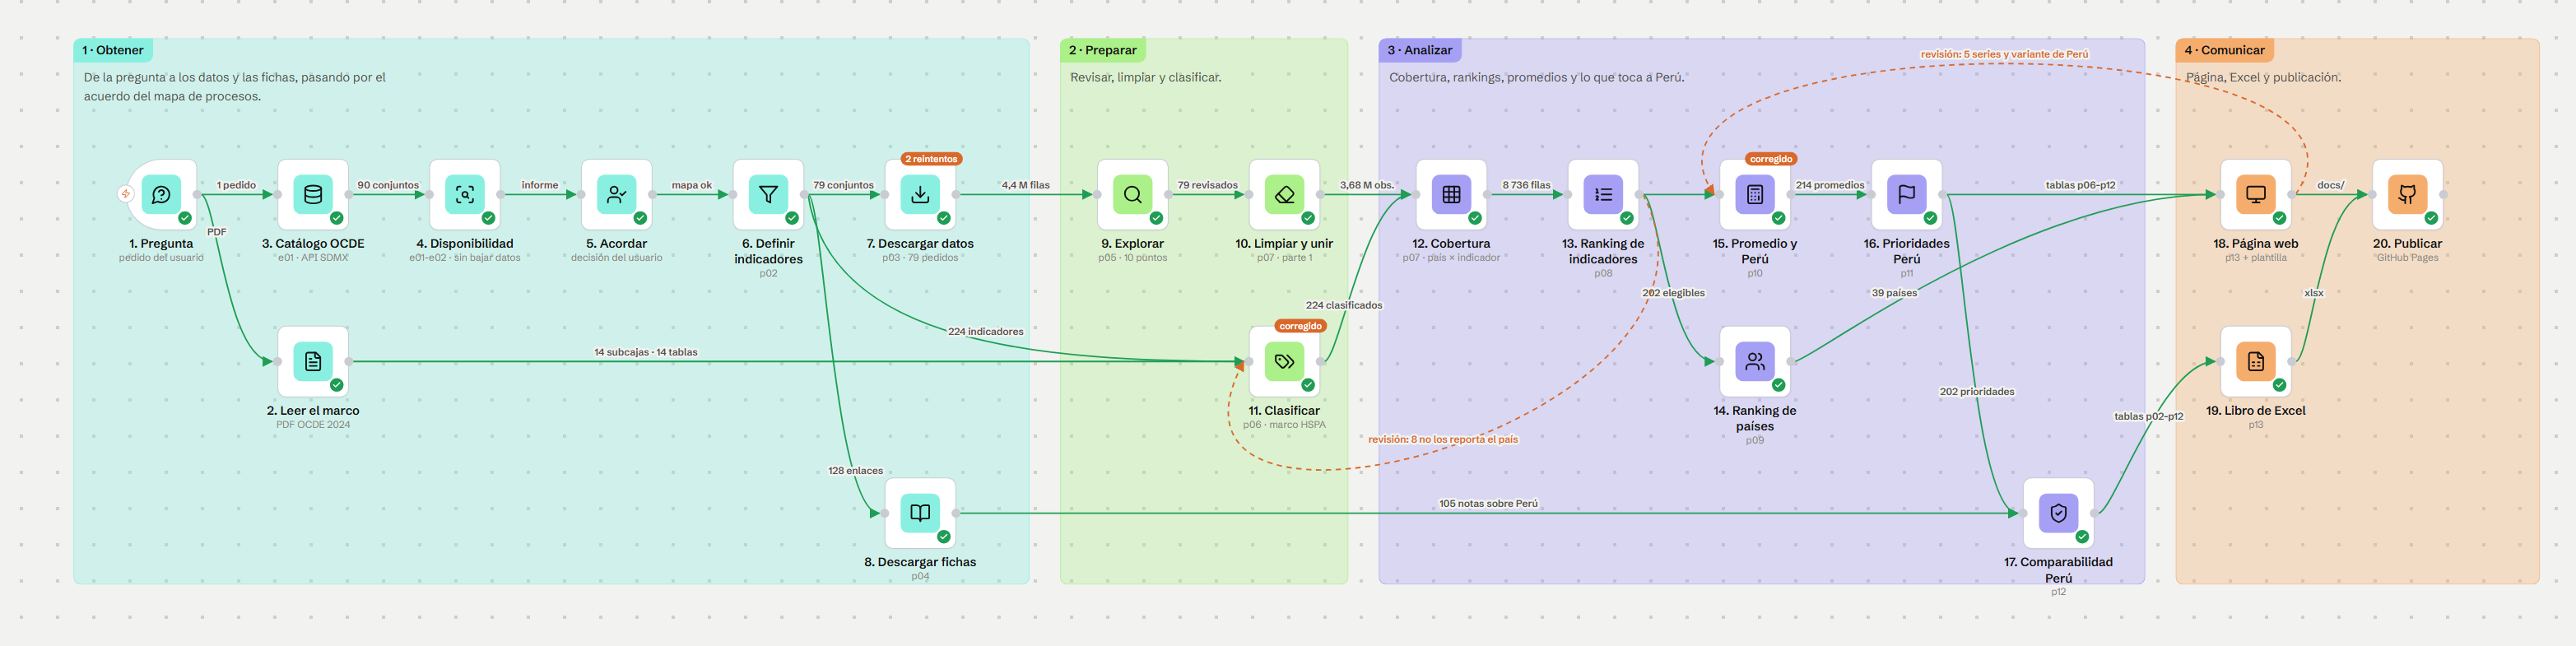 1 · Obtener
De la pregunta a los datos y las fichas, pasando por el
acuerdo del mapa de procesos.
1. Pregunta
pedido del usuario
1 pedido
PDF
3. Catálogo OCDE
e01 · API SDMX
90 conjuntos
4. Disponibilidad
e01-e02 · sin bajar datos
informe
5. Acordar
decisión del usuario
mapa ok
6. Definir
indicadores
p02
79 conjuntos
2 reintentos
7. Descargar datos
p03 · 79 pedidos
4,4 M filas
224 indicadores
14 subcajas · 14 tablas
2. Leer el marco
PDF OCDE 2024
128 enlaces
8. Descargar fichas
p04
2 · Preparar
Revisar, limpiar y clasificar.
9. Explorar
p05 · 10 puntos
79 revisados
10. Limpiar y unir
p07 · parte 1
3,68 M obs.
224 clasificados
corregido
11. Clasificar
p06 · marco HSPA
3 · Analizar
Cobertura, rankings, promedios y lo que toca a Perú.
revisión: 5 series y variante de Perú
12. Cobertura
p07 · país × indicador
8 736 filas
13. Ranking de
indicadores
p08
corregido
15. Promedio y
Perú
p10
214 promedios
16. Prioridades
Perú
p11
tablas p06-p12
202 elegibles
39 países
14. Ranking de
países
p09
revisión: 8 no los reporta el país
202 prioridades
105 notas sobre Perú
17. Comparabilidad
Perú
p12
tablas p02-p12
4 · Comunicar
Página, Excel y publicación.
18. Página web
p13 + plantilla
docs/
20. Publicar
GitHub Pages
xlsx
19. Libro de Excel
p13